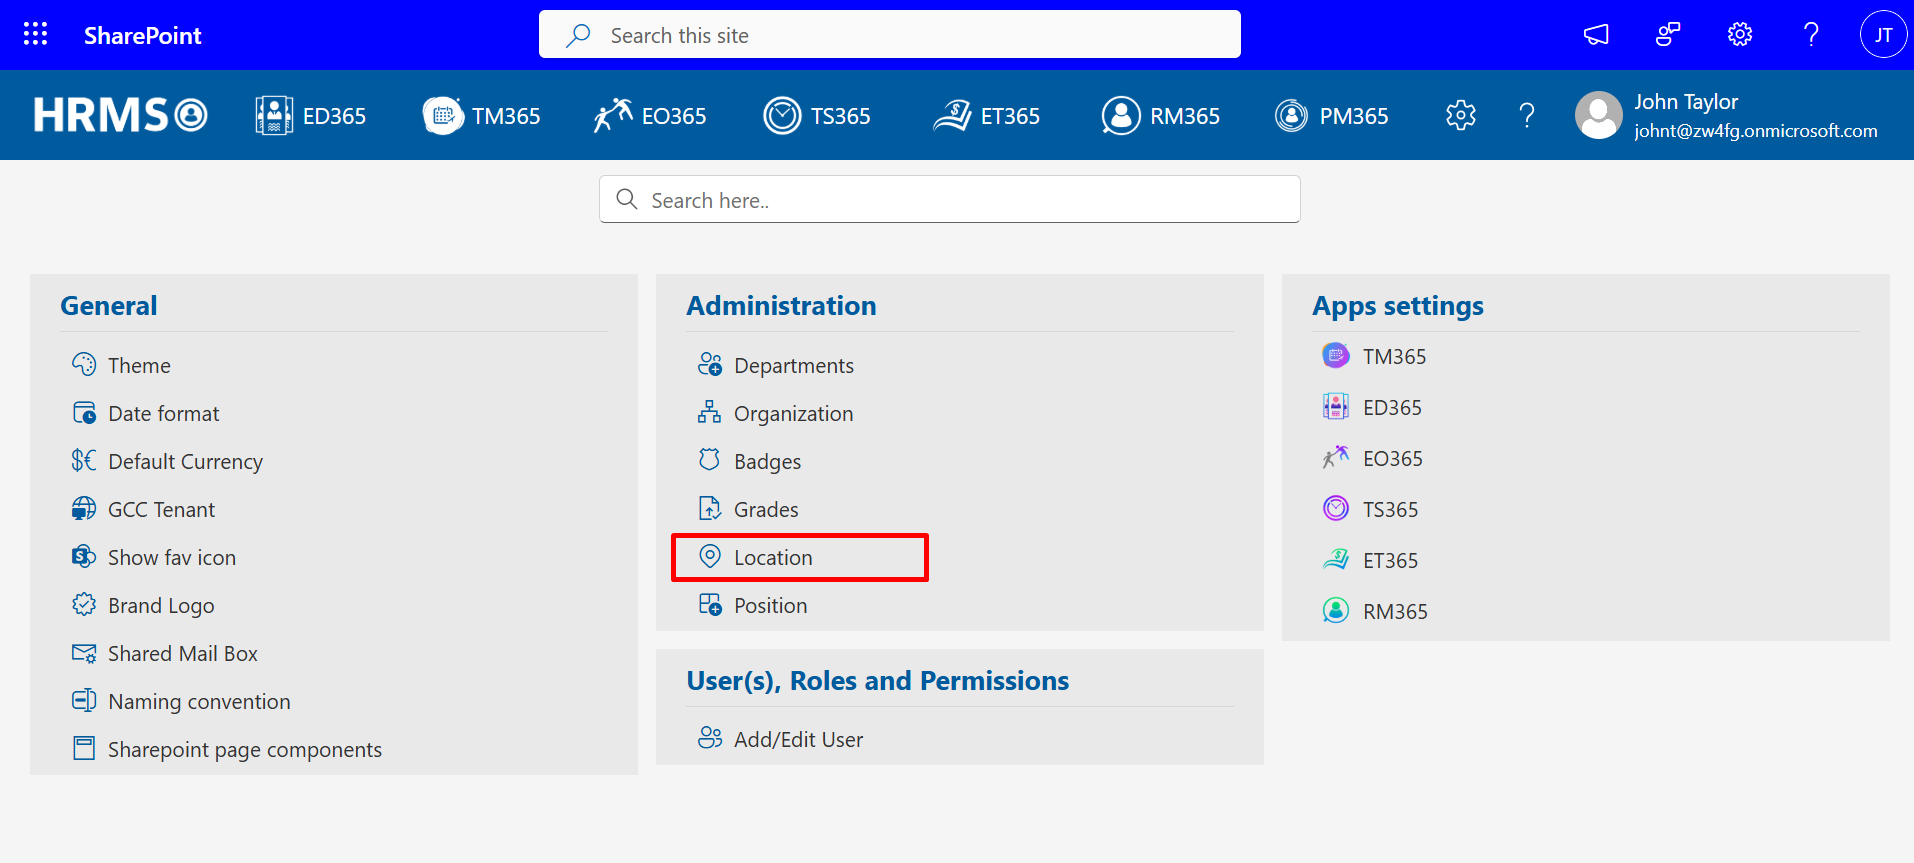 SharePoint
Search this site
JT
HRMS
ED365
TM365
EO365
TS365
ET365
RM365
PM365
John Taylor
johnt@zw4fg.onmicrosoft.com
Search here..
General
Theme
Date format
Default Currency
GCC Tenant
Show fav icon
Brand Logo
Shared Mail Box
Naming convention
Sharepoint page components
Administration
Departments
Organization
Badges
Grades
Location
Position
User(s), Roles and Permissions
Add/Edit User
Apps settings
TM365
ED365
EO365
TS365
ET365
RM365